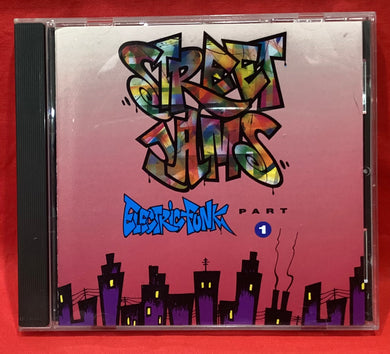 STREET
JAMS
ELECTRIC FUNK PART
1